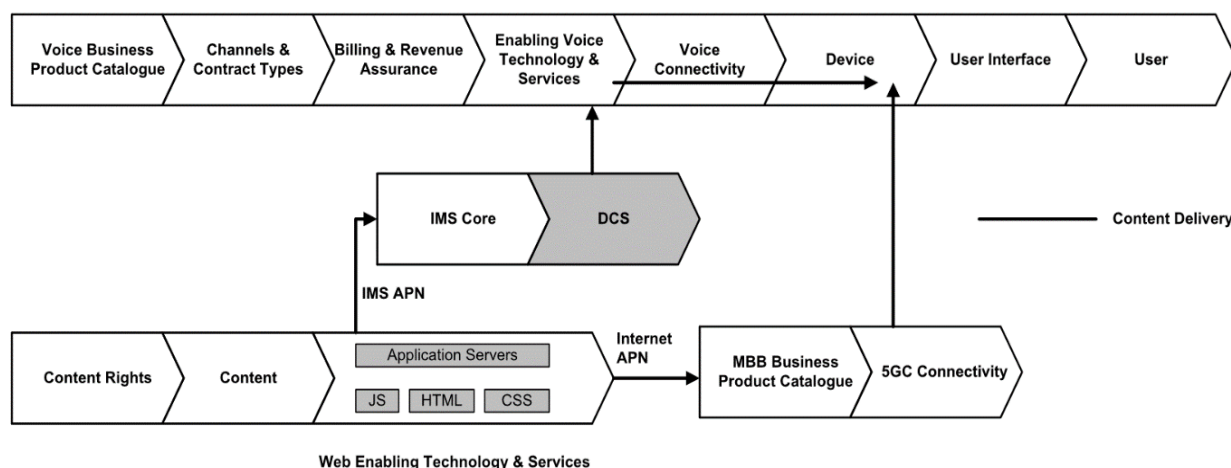 Voice Business
Product Catalogue
Channels &
Contract Types
Billing & Revenue
Assurance
Enabling Voice
Technology &
Services
Voice
Connectivity
Device
User Interface
User
IMS Core
DCS
Content Delivery
IMS APN
Internet
APN
Content Rights
Content
Application Servers
JS
HTML
CSS
MBB Business
Product Catalogue
5GC Connectivity
Web Enabling Technology & Services